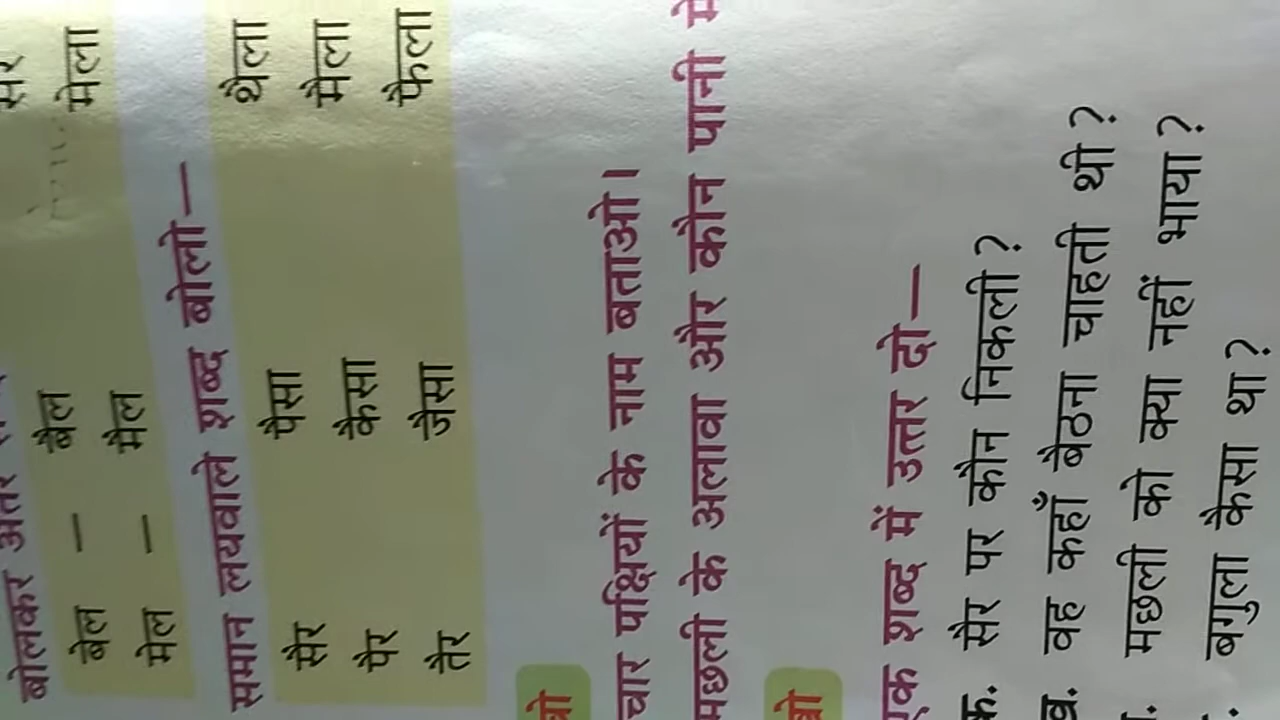 बोलकर अंतर
बेल – बैल मेला
मेल – मैल
समान लयवाले शब्द बोलो—
सैर पैसा थैला
पैर कैसा मैला
तैर जैसा फैला
चार पक्षियों के नाम बताओ।
मछली के अलावा और कौन पानी में
एक शब्द में उत्तर दो—
क. सैर पर कौन निकली?
ख. वह कहाँ बैठना चाहती थी?
मछली को क्या नहीं भाया?
बगुला कैसा था?